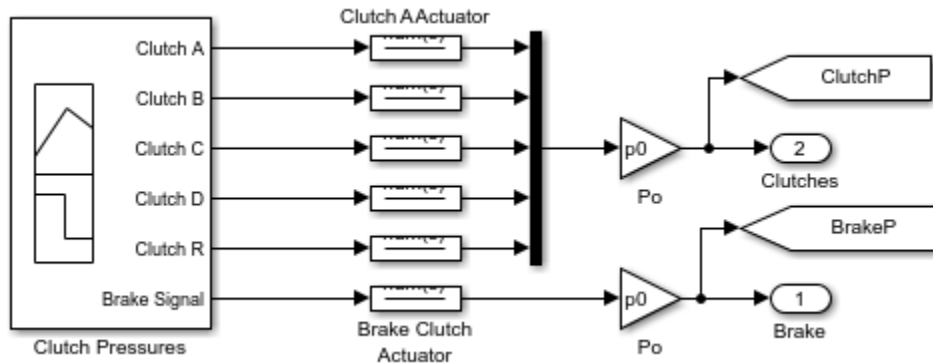 Clutch A Actuator
Clutch A
Clutch B
Clutch C
Clutch D
Clutch R
Brake Signal
Clutch Pressures
Brake Clutch
Actuator
p0
Po
ClutchP
2
Clutches
p0
Po
BrakeP
1
Brake